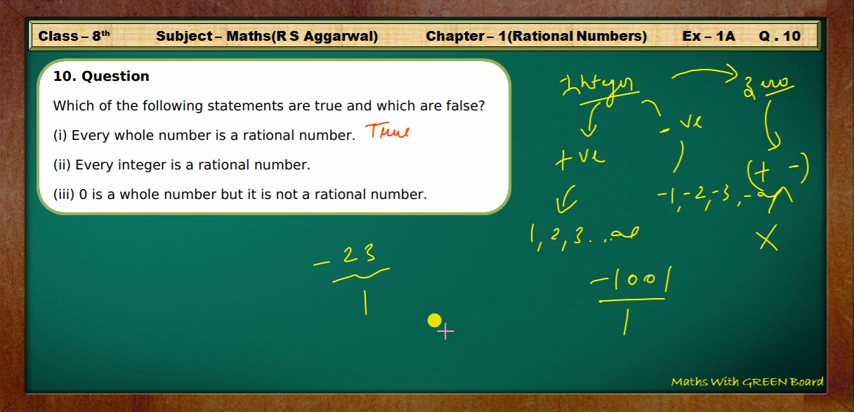 Class – 8th Subject – Maths(R S Aggarwal) Chapter – 1(Rational Numbers) Ex – 1A Q . 10
10. Question
Which of the following statements are true and which are false?
(i) Every whole number is a rational number. True
(ii) Every integer is a rational number.
(iii) 0 is a whole number but it is not a rational number.
Integer Zero
+ve - ve
(+ -)
-1, -2, -3, -∞
1, 2, 3...∞
X
-23
1
-1001
1
Maths With GREEN Board